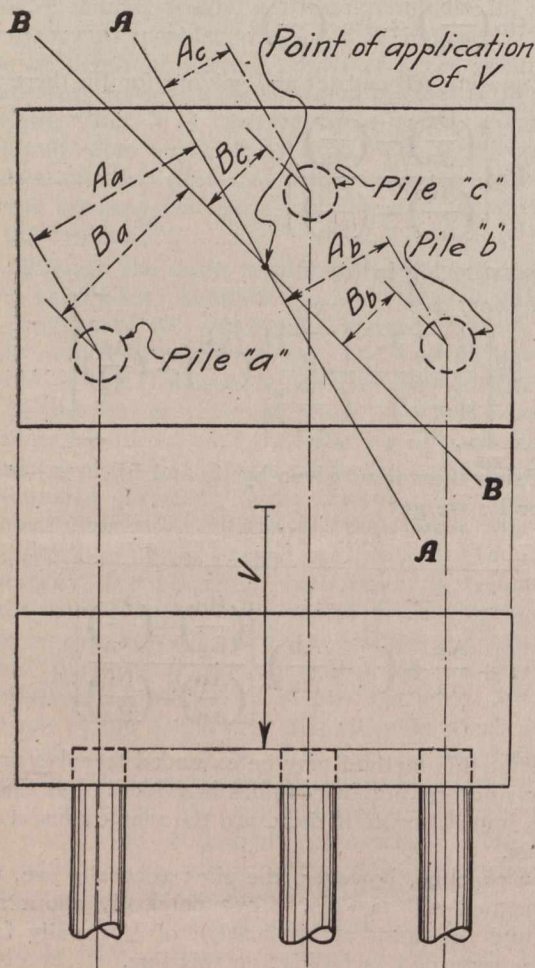 B
A
Ac
Point of application
of V
Aa
Bc
Pile "c"
Ba
Ab
Pile "b"
Bb
Pile "a"
B
A
V